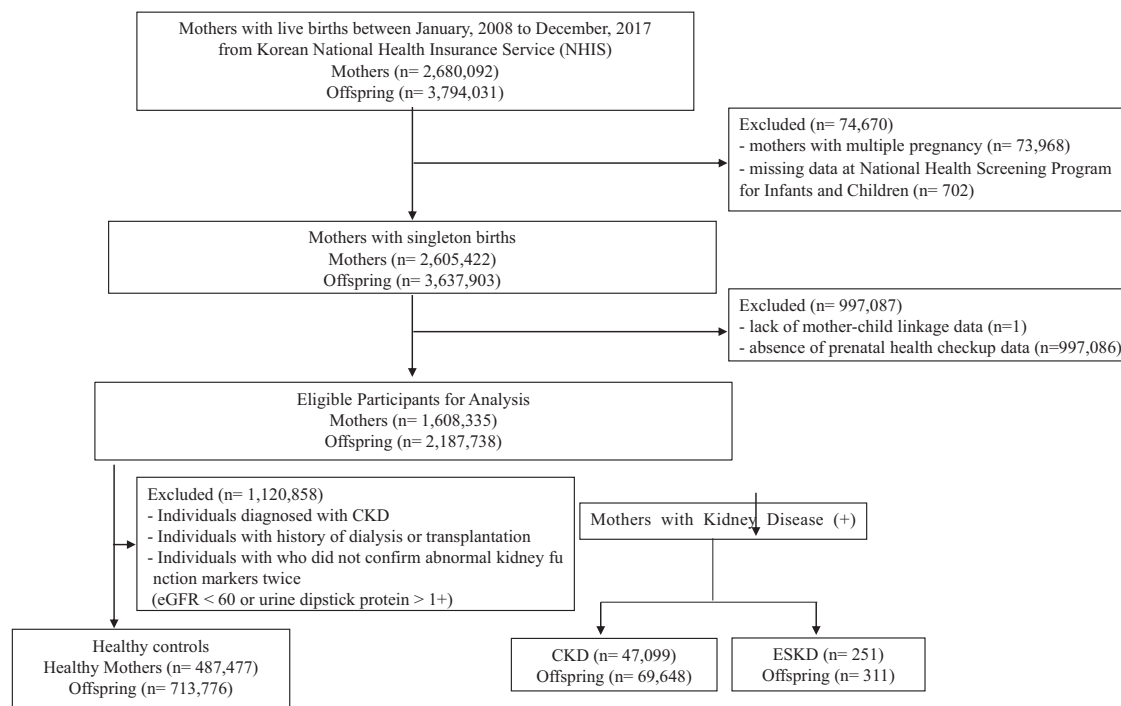 Mothers with live births between January, 2008 to December, 2017
from Korean National Health Insurance Service (NHIS)
Mothers (n= 2,680,092)
Offspring (n= 3,794,031)
Excluded (n= 74,670)
- mothers with multiple pregnancy (n= 73,968)
- missing data at National Health Screening Program
for Infants and Children (n= 702)
Mothers with singleton births
Mothers (n= 2,605,422)
Offspring (n= 3,637,903)
Excluded (n= 997,087)
- lack of mother-child linkage data (n=1)
- absence of prenatal health checkup data (n=997,086)
Eligible Participants for Analysis
Mothers (n= 1,608,335)
Offspring (n= 2,187,738)
Excluded (n= 1,120,858)
- Individuals diagnosed with CKD
- Individuals with history of dialysis or transplantation
- Individuals with who did not confirm abnormal kidney fu
nction markers twice
(eGFR < 60 or urine dipstick protein > 1+)
Mothers with Kidney Disease (+)
Healthy controls
Healthy Mothers (n= 487,477)
Offspring (n= 713,776)
CKD (n= 47,099)
Offspring (n= 69,648)
ESKD (n= 251)
Offspring (n= 311)